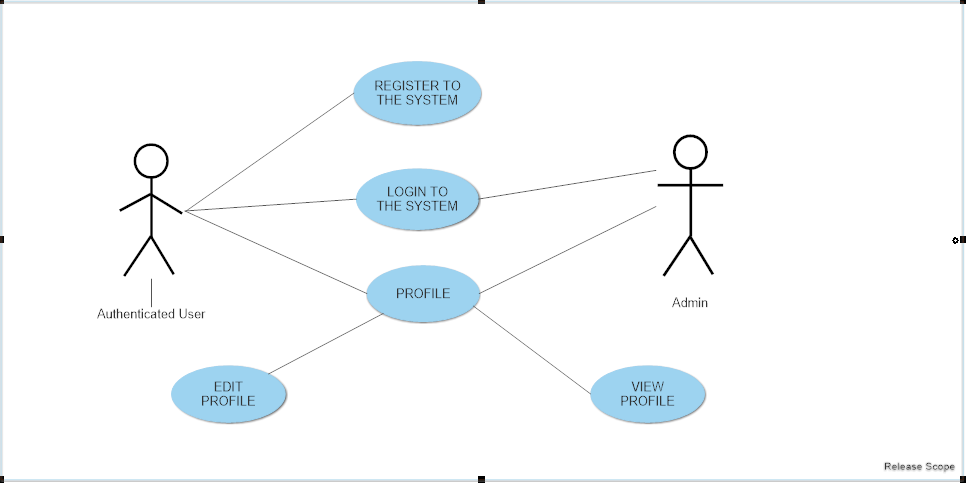 REGISTER TO
THE SYSTEM
LOGIN TO
THE SYSTEM
PROFILE
Admin
Authenticated User
EDIT
PROFILE
VIEW
PROFILE
Release Scope